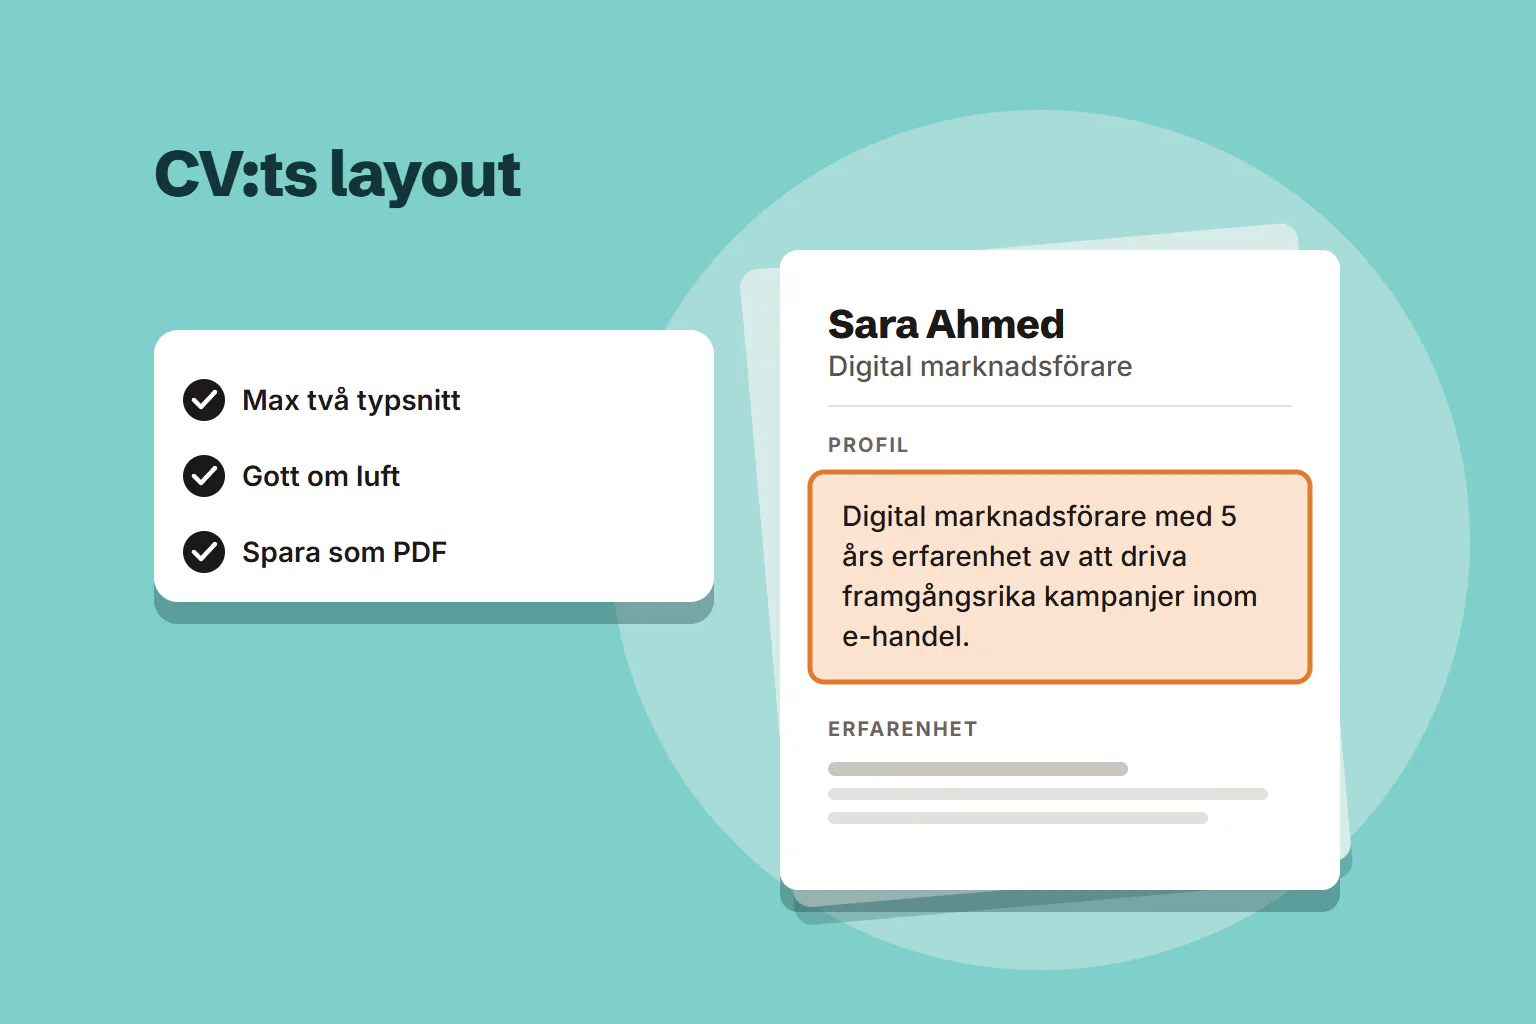 CV:ts layout
Max två typsnitt
Gott om luft
Spara som PDF
Sara Ahmed
Digital marknadsförare
PROFIL
Digital marknadsförare med 5
års erfarenhet av att driva
framgångsrika kampanjer inom
e-handel.
ERFARENHET